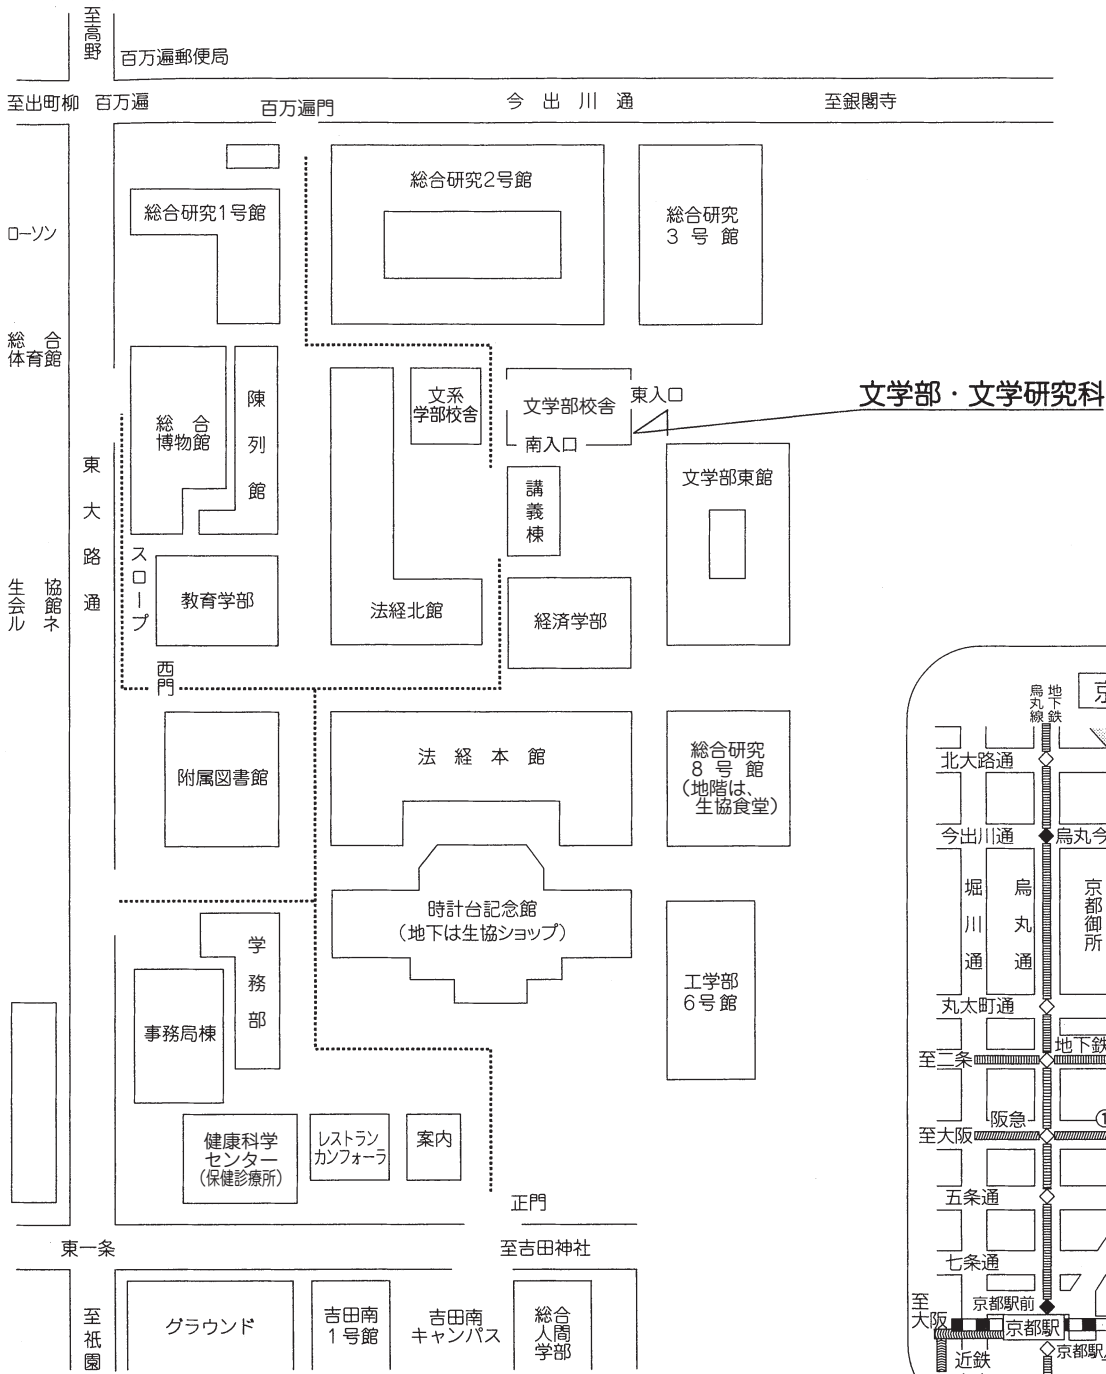 至高野
百万遍郵便局
至出町柳
百万遍
百万遍門
今出川通
至銀閣寺
総合研究1号館
総合研究2号館
総合研究
3号館
ローソン
総合
体育館
総合
博物館
陳列館
文系
学部校舎
文学部校舎
東入口
南入口
文学部・文学研究科
文学部東館
講義棟
東大路通
スロープ
教育学部
法経北館
経済学部
生協
会館
ルネ
西門
附属図書館
法経本館
総合研究
8号館
(地階は、
生協食堂)
時計台記念館
(地下は生協ショップ)
学務部
事務局棟
工学部
6号館
健康科学
センター
(保健診療所)
レストラン
カンフォーラ
案内
正門
東一条
至吉田神社
至祇園
グラウンド
吉田南
1号館
吉田南
キャンパス
総合
人間
学部
京
地下鉄
烏丸線
北大路通
今出川通
烏丸今
堀川通
烏丸通
京都御所
丸太町通
地下鉄
至二条
阪急
①
至大阪
五条通
七条通
至
大阪
京都駅前
京都駅
近鉄
京都駅